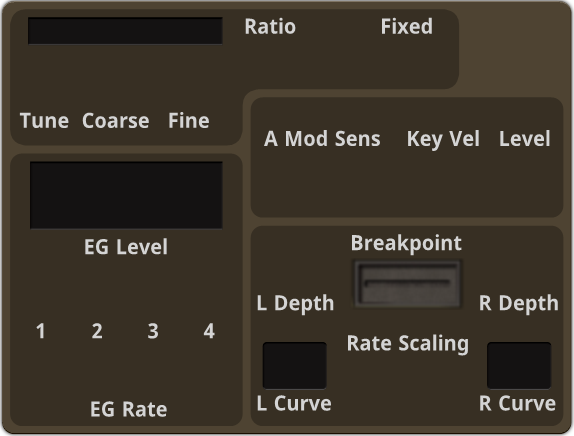 Ratio Fixed
Tune Coarse Fine
A Mod Sens Key Vel Level
EG Level
1 2 3 4
EG Rate
Breakpoint
L Depth R Depth
Rate Scaling
L Curve R Curve